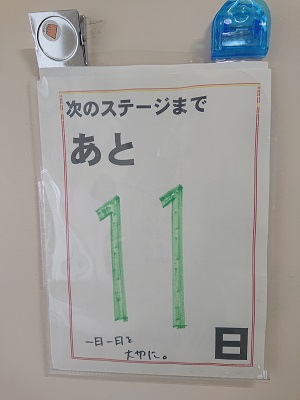 次のステージまで
あと
11
日
一日一日を
大切に。